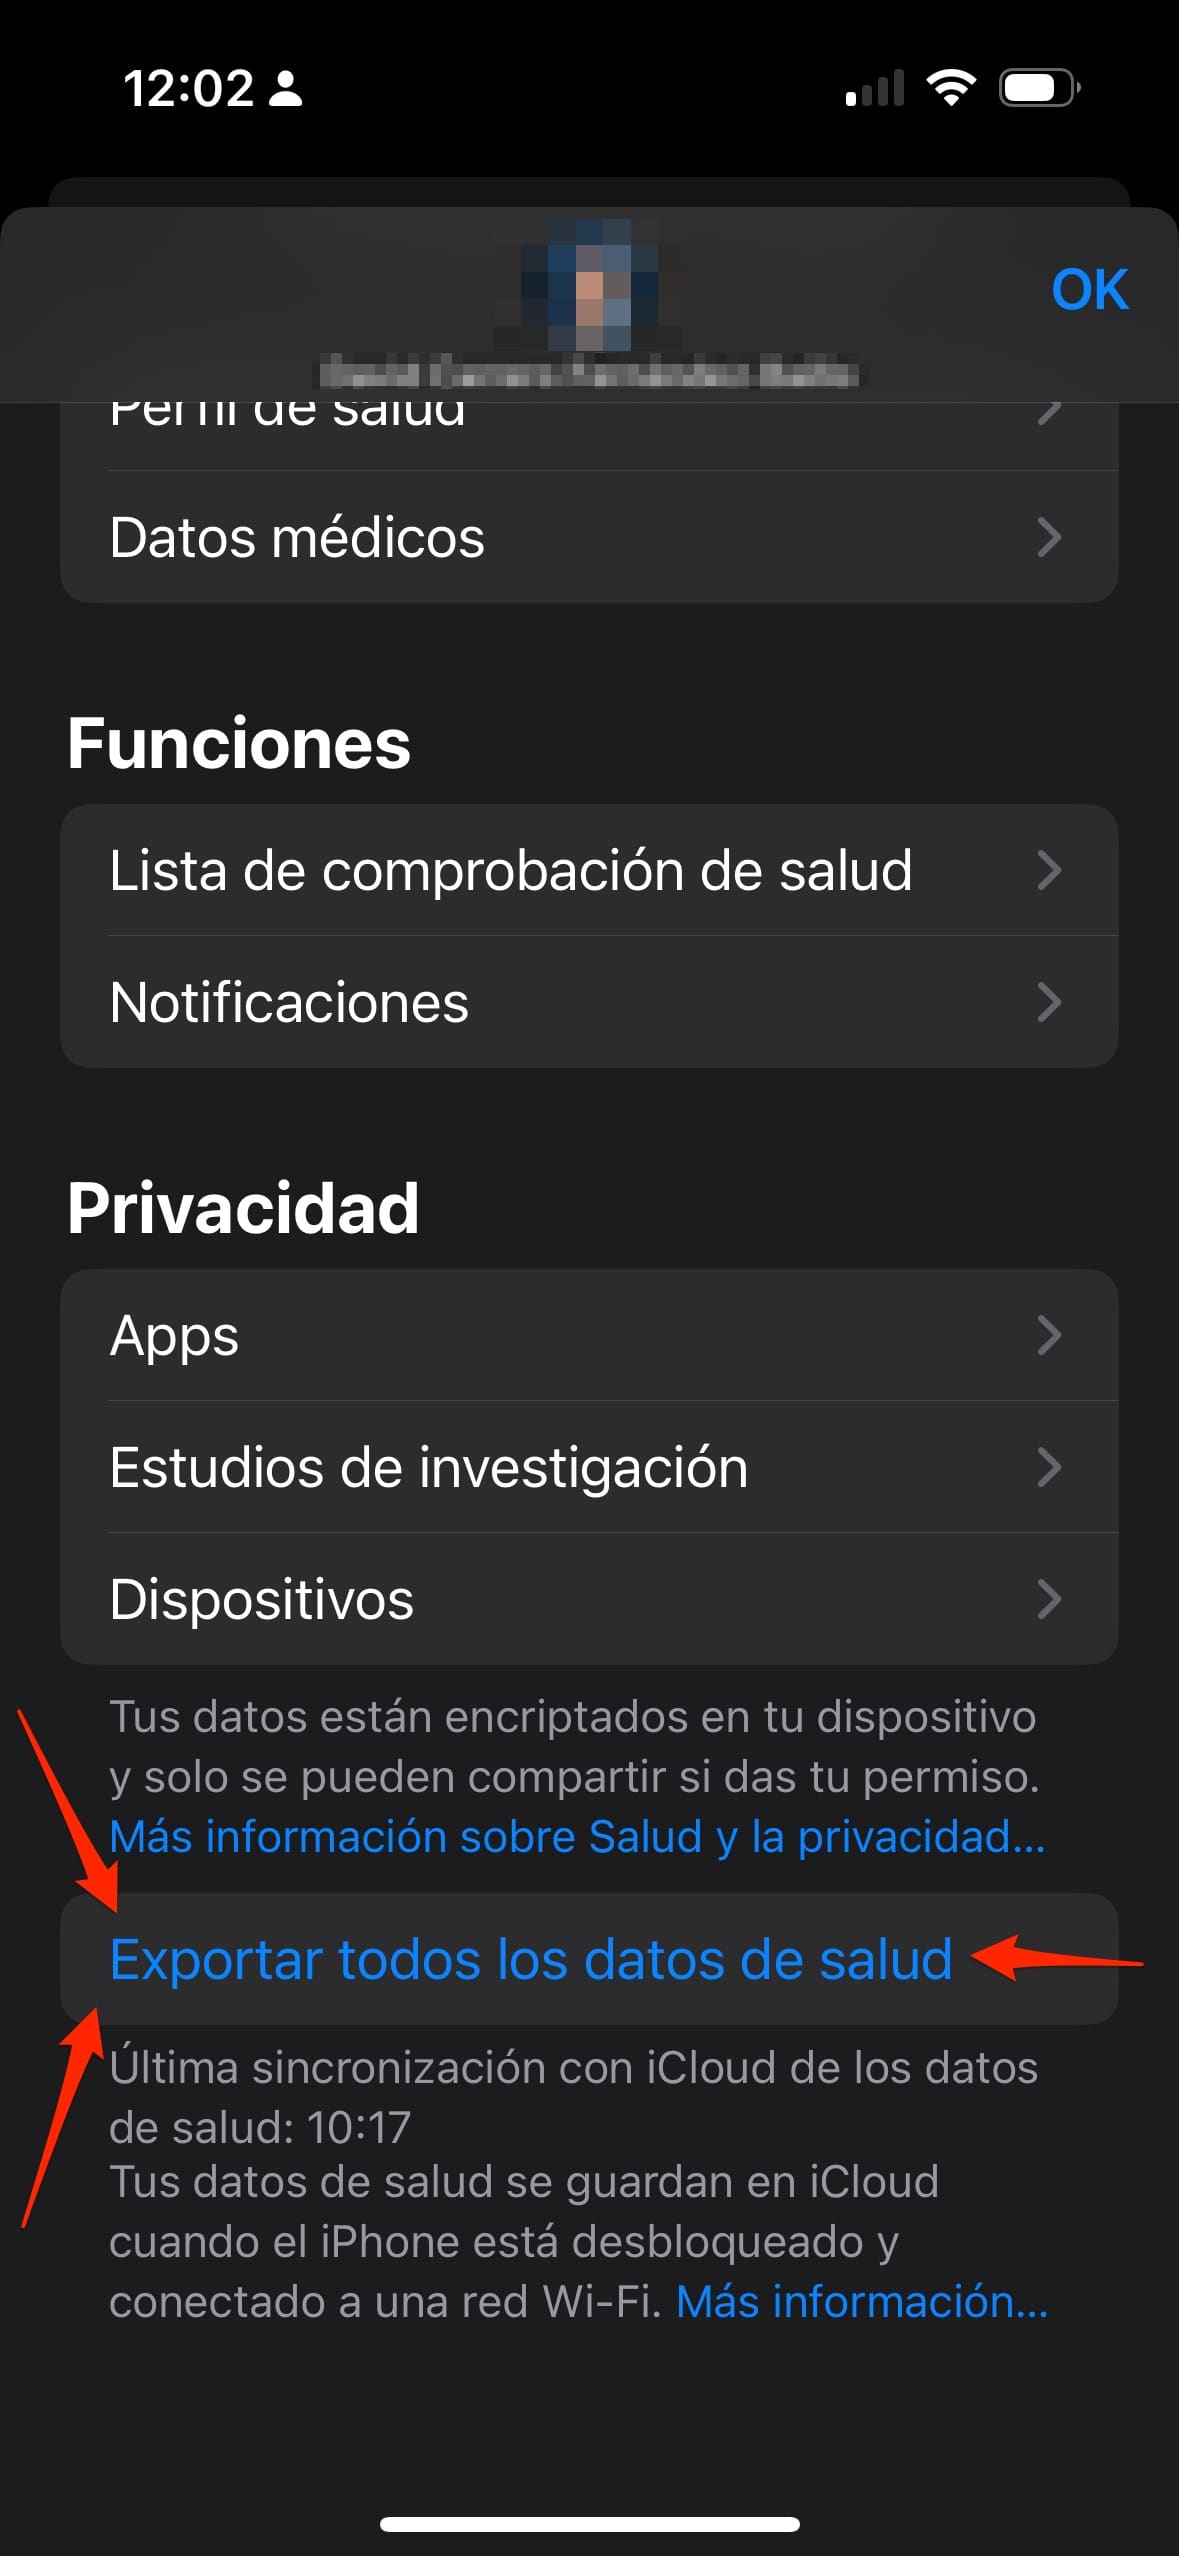 12:02
OK
Perfil de salud
Datos médicos
Funciones
Lista de comprobación de salud
Notificaciones
Privacidad
Apps
Estudios de investigación
Dispositivos
Tus datos están encriptados en tu dispositivo
y solo se pueden compartir si das tu permiso.
Más información sobre Salud y la privacidad...
Exportar todos los datos de salud
Última sincronización con iCloud de los datos
de salud: 10:17
Tus datos de salud se guardan en iCloud
cuando el iPhone está desbloqueado y
conectado a una red Wi-Fi. Más información...